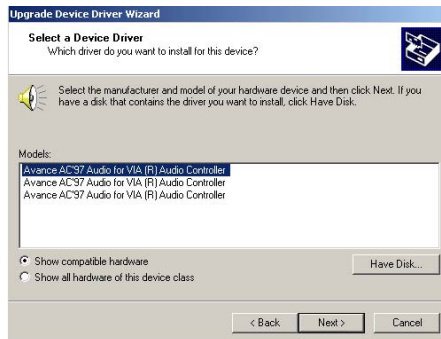 Upgrade Device Driver Wizard
Select a Device Driver
Which driver do you want to install for this device?
Select the manufacturer and model of your hardware device and then click Next. If you
have a disk that contains the driver you want to install, click Have Disk.
Models:
Avance AC'97 Audio for VIA (R) Audio Controller
Avance AC'97 Audio for VIA (R) Audio Controller
Avance AC'97 Audio for VIA (R) Audio Controller
Show compatible hardware
Show all hardware of this device class
Have Disk...
< Back
Next >
Cancel